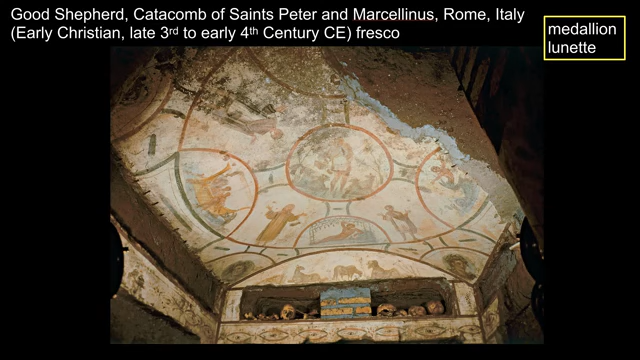 Good Shepherd, Catacomb of Saints Peter and Marcellinus, Rome, Italy
(Early Christian, late 3rd to early 4th Century CE) fresco
medallion
lunette